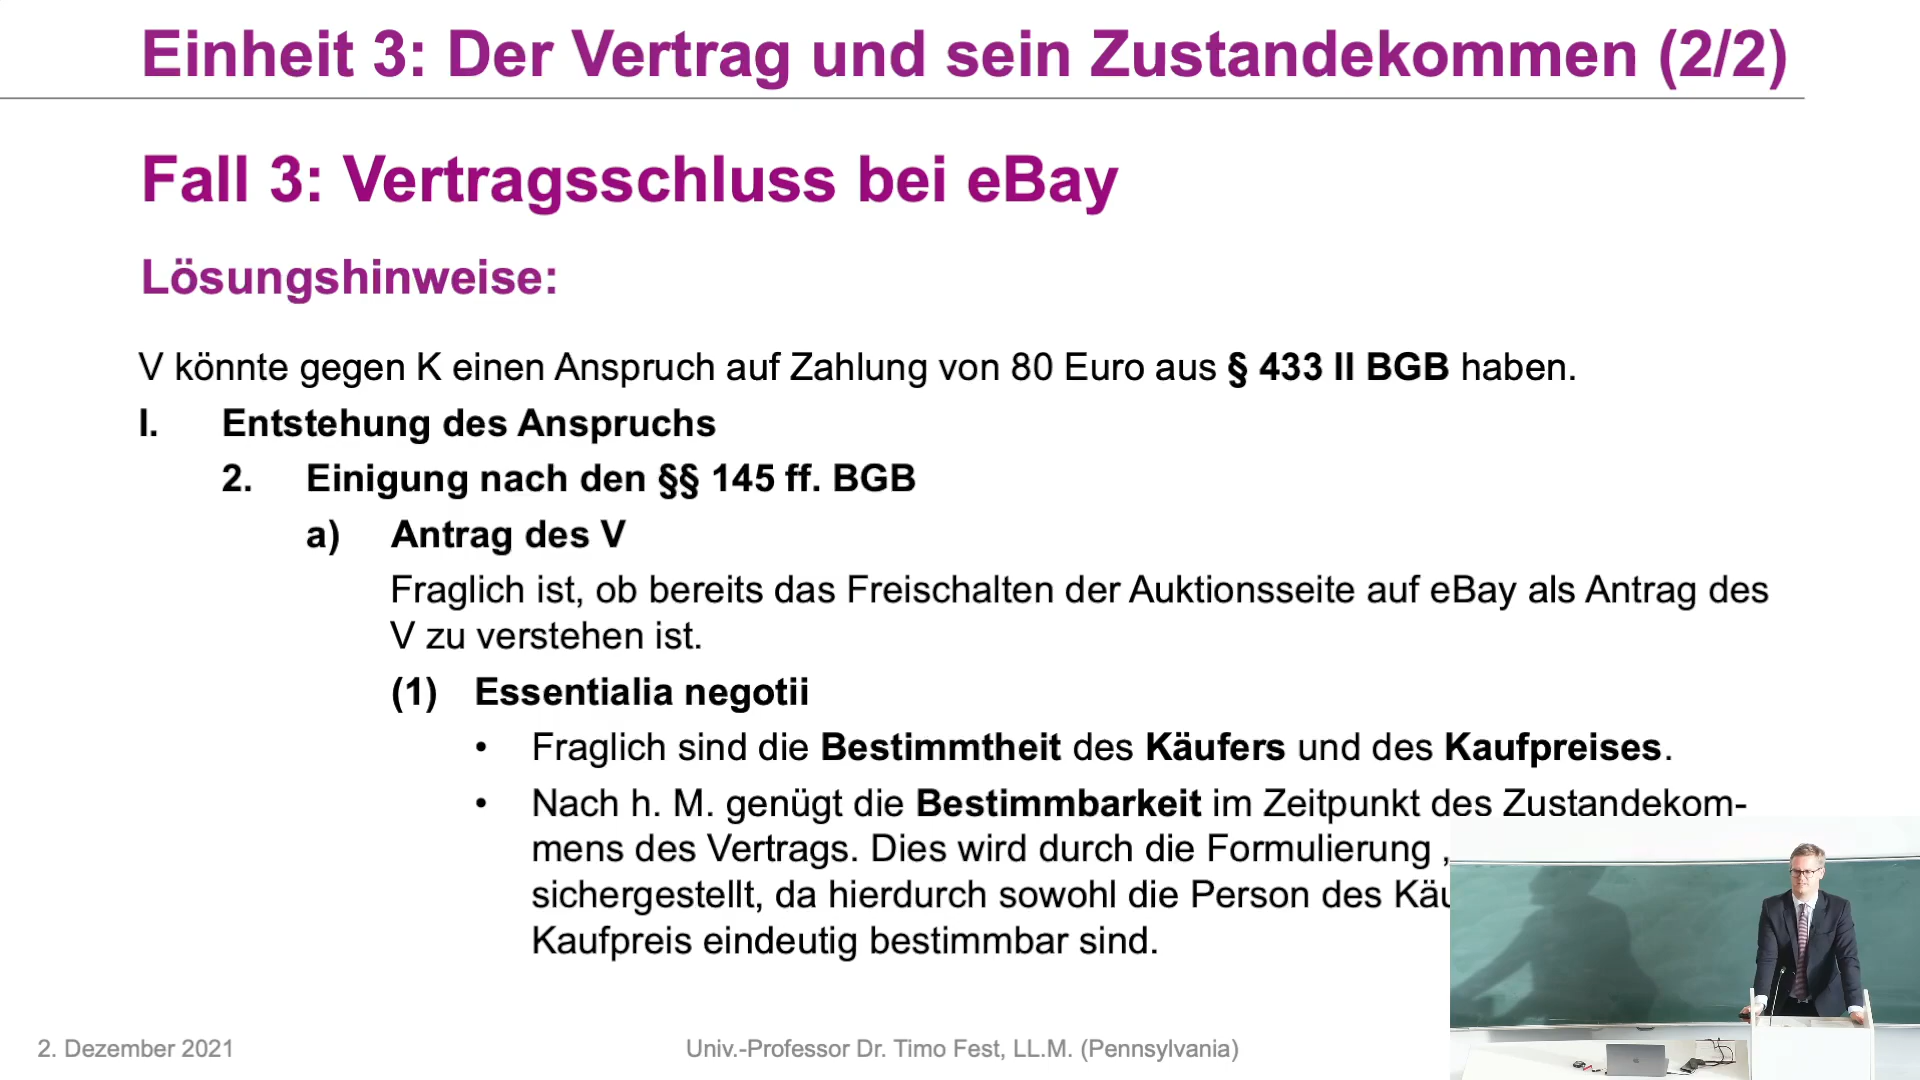 Einheit 3: Der Vertrag und sein Zustandekommen (2/2)
Fall 3: Vertragsschluss bei eBay
Lösungshinweise:
V könnte gegen K einen Anspruch auf Zahlung von 80 Euro aus § 433 II BGB haben.
I. Entstehung des Anspruchs
2. Einigung nach den §§ 145 ff. BGB
a) Antrag des V
Fraglich ist, ob bereits das Freischalten der Auktionsseite auf eBay als Antrag des
V zu verstehen ist.
(1) Essentialia negotii
• Fraglich sind die Bestimmtheit des Käufers und des Kaufpreises.
• Nach h. M. genügt die Bestimmbarkeit im Zeitpunkt des Zustandekom-
mens des Vertrags. Dies wird durch die Formulierung „
sichergestellt, da hierdurch sowohl die Person des
Kaufpreis eindeutig bestimmbar sind.
2. Dezember 2021
Univ.-Professor Dr. Timo Fest, LL.M. (Pennsylvania)